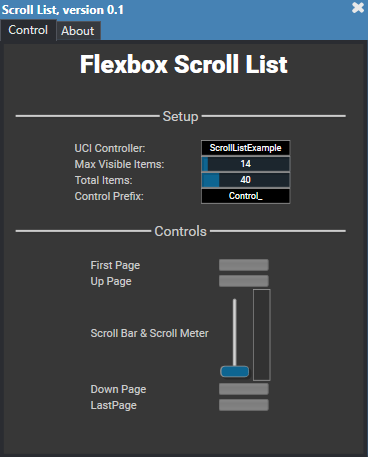 Scroll List, version 0.1
Control About
Flexbox Scroll List
Setup
UCI Controller: ScrollListExample
Max Visible Items: 14
Total Items: 40
Control Prefix: Control_
Controls
First Page
Up Page
Scroll Bar & Scroll Meter
Down Page
LastPage